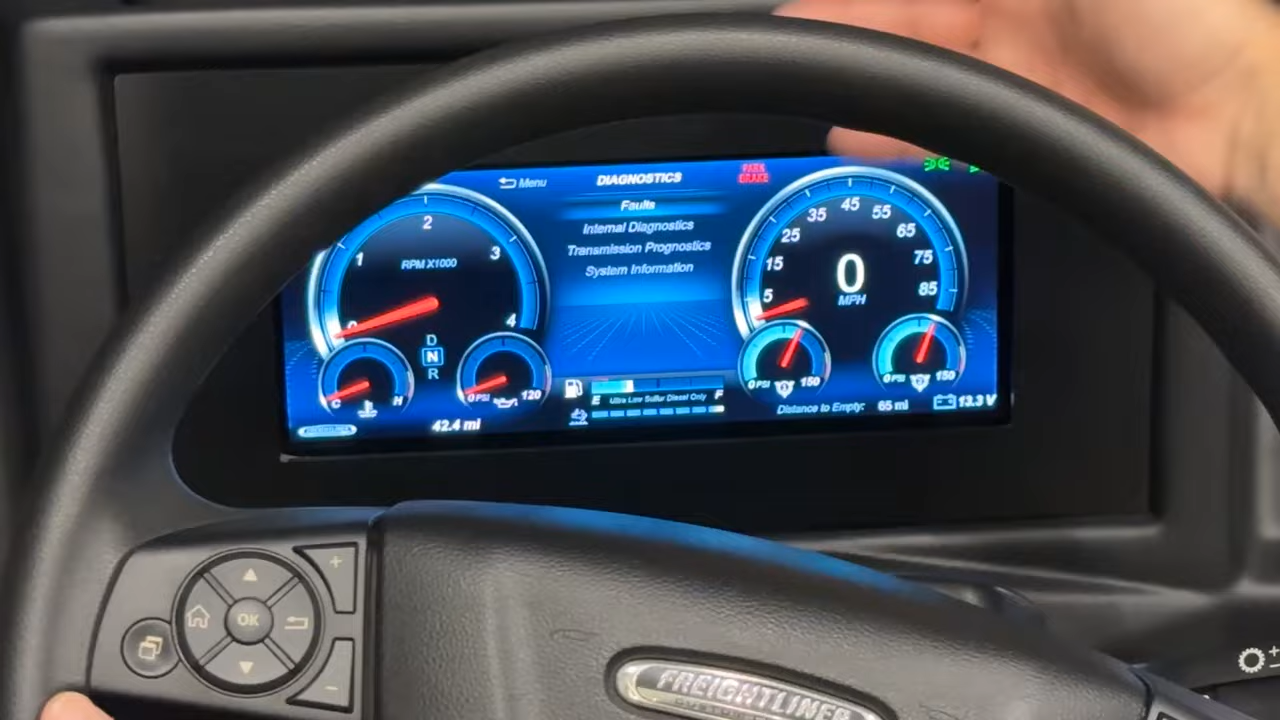 Menu
DIAGNOSTICS
PARK
BRAKE
Faults
Internal Diagnostics
Transmission Prognostics
System Information
0
1
2
3
4
RPM X1000
D
N
R
C
H
0 PSI
120
42.4 mi
E
Ultra Low Sulfur Diesel Only
F
5
15
25
35
45
55
65
75
85
0
MPH
0 PSI
1
150
0 PSI
2
150
Distance to Empty: 65 mi
13.3 V
+
OK
-
FREIGHTLINER